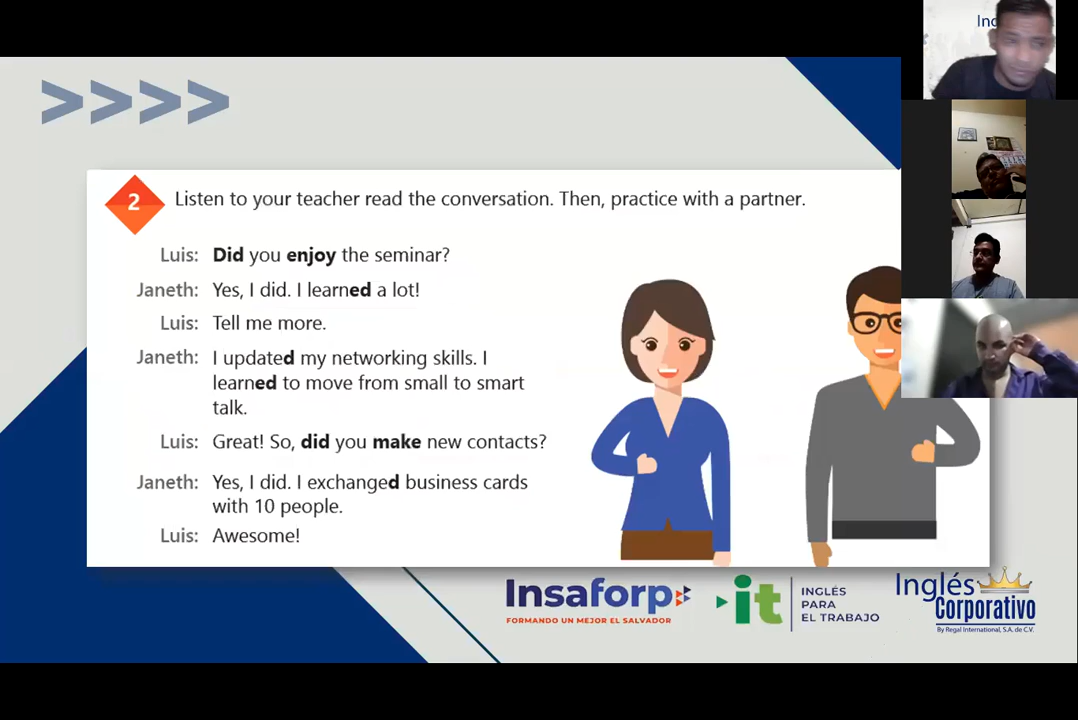 >>>>
2 Listen to your teacher read the conversation. Then, practice with a partner.
Luis: Did you enjoy the seminar?
Janeth: Yes, I did. I learned a lot!
Luis: Tell me more.
Janeth: I updated my networking skills. I
learned to move from small to smart
talk.
Luis: Great! So, did you make new contacts?
Janeth: Yes, I did. I exchanged business cards
with 10 people.
Luis: Awesome!
Insaforp
FORMANDO UN MEJOR EL SALVADOR
it
INGLÉS
PARA
EL TRABAJO
Inglés
Corporativo
By Regal International, S.A. de C.V.